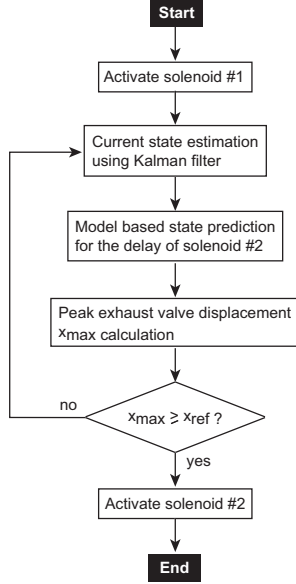 Start
Activate solenoid #1
Current state estimation
using Kalman filter
Model based state prediction
for the delay of solenoid #2
Peak exhaust valve displacement
xmax calculation
no
xmax ≥ xref ?
yes
Activate solenoid #2
End